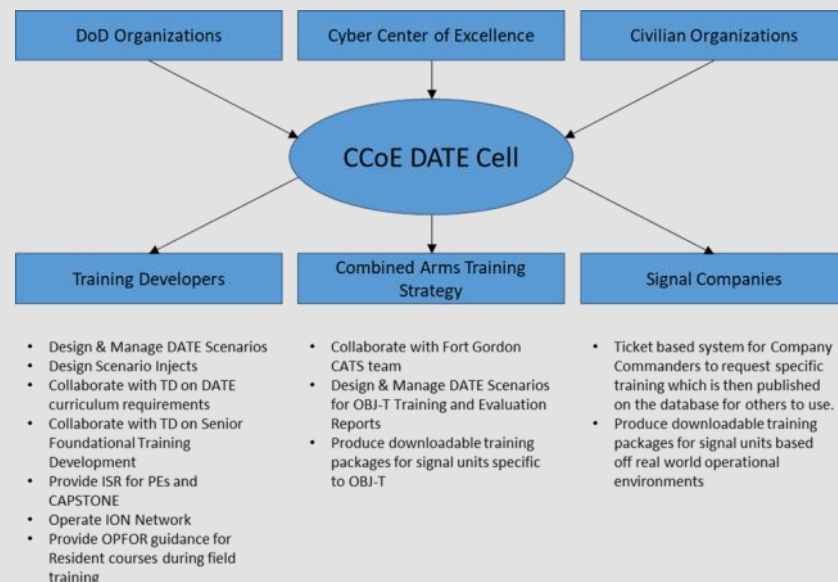 DoD Organizations
Cyber Center of Excellence
Civilian Organizations
CCoE DATE Cell
Training Developers
Combined Arms Training
Strategy
Signal Companies
• Design & Manage DATE Scenarios
• Design Scenario Injects
• Collaborate with TD on DATE
curriculum requirements
• Collaborate with TD on Senior
Foundational Training
Development
• Provide ISR for PEs and
CAPSTONE
• Operate ION Network
• Provide OPFOR guidance for
Resident courses during field
training
• Collaborate with Fort Gordon
CATS team
• Design & Manage DATE Scenarios
for OBJ-T Training and Evaluation
Reports
• Produce downloadable training
packages for signal units specific
to OBJ-T
• Ticket based system for Company
Commanders to request specific
training which is then published
on the database for others to use.
• Produce downloadable training
packages for signal units based
off real world operational
environments